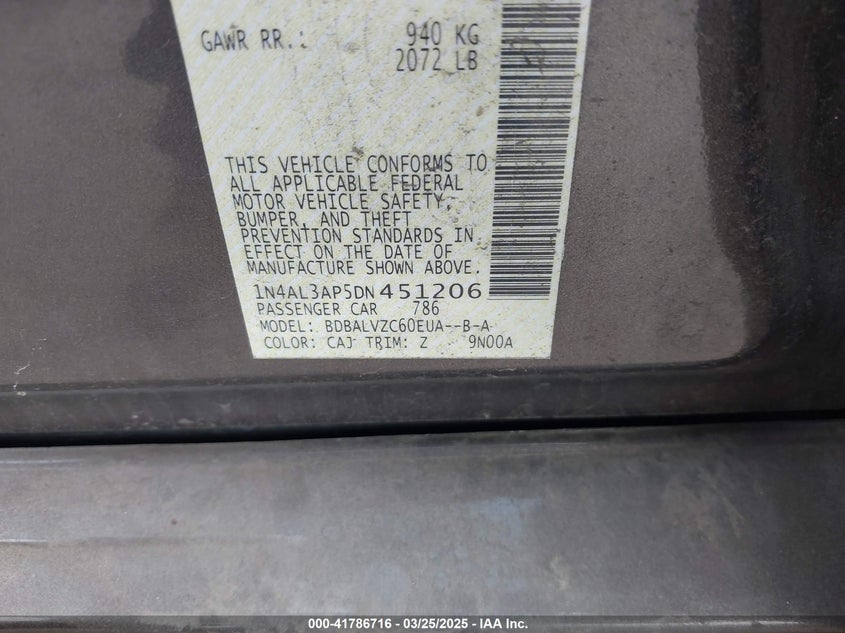 GAWR RR.: 940 KG
2072 LB
THIS VEHICLE CONFORMS TO
ALL APPLICABLE FEDERAL
MOTOR VEHICLE SAFETY,
BUMPER, AND THEFT
PREVENTION STANDARDS IN
EFFECT ON THE DATE OF
MANUFACTURE SHOWN ABOVE.
1N4AL3AP5DN451206
PASSENGER CAR 786
MODEL: BDBALVZC60EUA--B-A
COLOR: CAJ TRIM: Z 9N00A
000-41786716 - 03/25/2025 - IAA Inc.